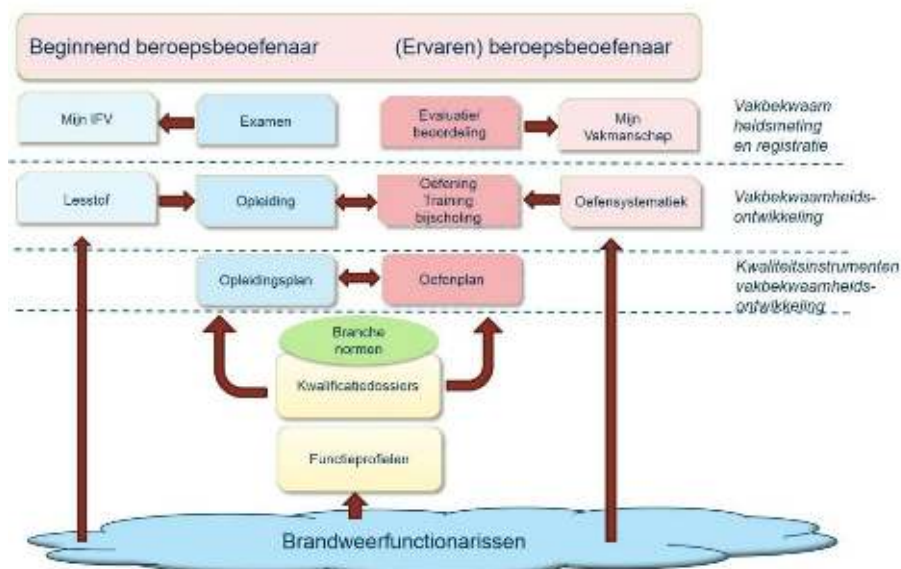 Beginnend beroepsbeoefenaar
(Ervaren) beroepsbeoefenaar
Mijn IFV
Examen
Evaluatie/
beoordeling
Mijn
Vakmanschap
Vakbekwaam
heidsmeting
en registratie
Lesstof
Opleiding
Oefening
Training
bijscholing
Oefensystematiek
Vakbekwaamheids-
ontwikkeling
Opleidingsplan
Oefenplan
Kwaliteitsinstrumenten
vakbekwaamheids-
ontwikkeling
Branche
normen
Kwalificatiedossiers
Functieprofielen
Brandweerfunctionarissen